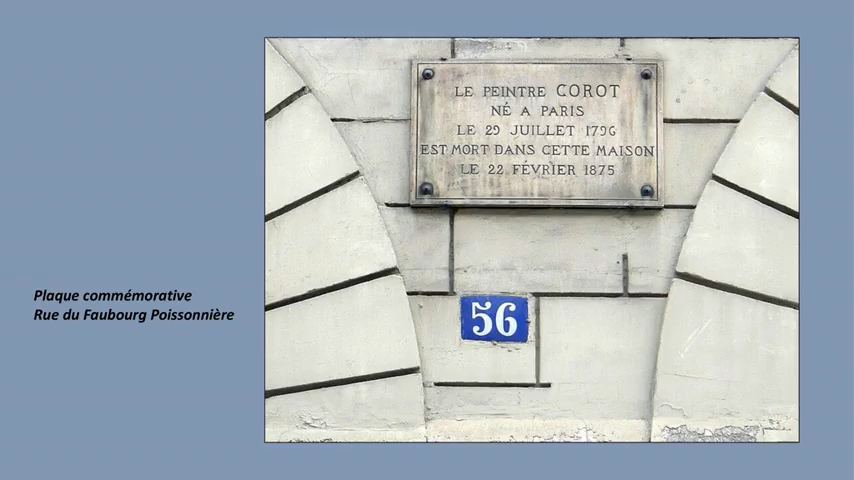 LE PEINTRE COROT
NÉ A PARIS
LE 29 JUILLET 1796
EST MORT DANS CETTE MAISON
LE 22 FÉVRIER 1875
56
Plaque commémorative
Rue du Faubourg Poissonnière